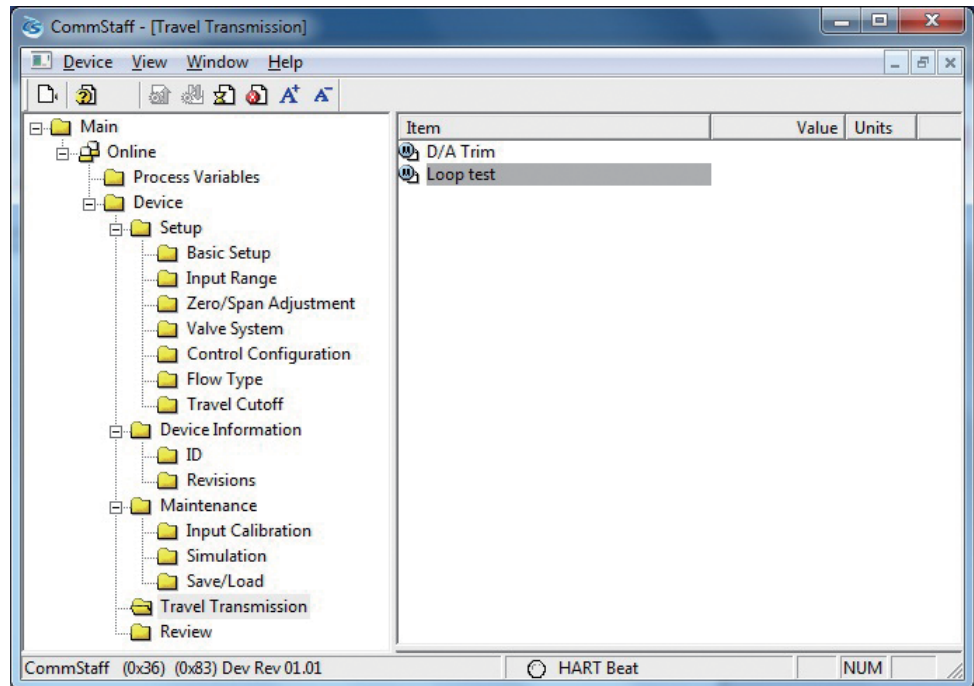 CommStaff - [Travel Transmission]
Device View Window Help
A+ A-
Main
Online
Process Variables
Device
Setup
Basic Setup
Input Range
Zero/Span Adjustment
Valve System
Control Configuration
Flow Type
Travel Cutoff
Device Information
ID
Revisions
Maintenance
Input Calibration
Simulation
Save/Load
Travel Transmission
Review
Item Value Units
D/A Trim
Loop test
CommStaff (0x36) (0x83) Dev Rev 01.01 HART Beat NUM